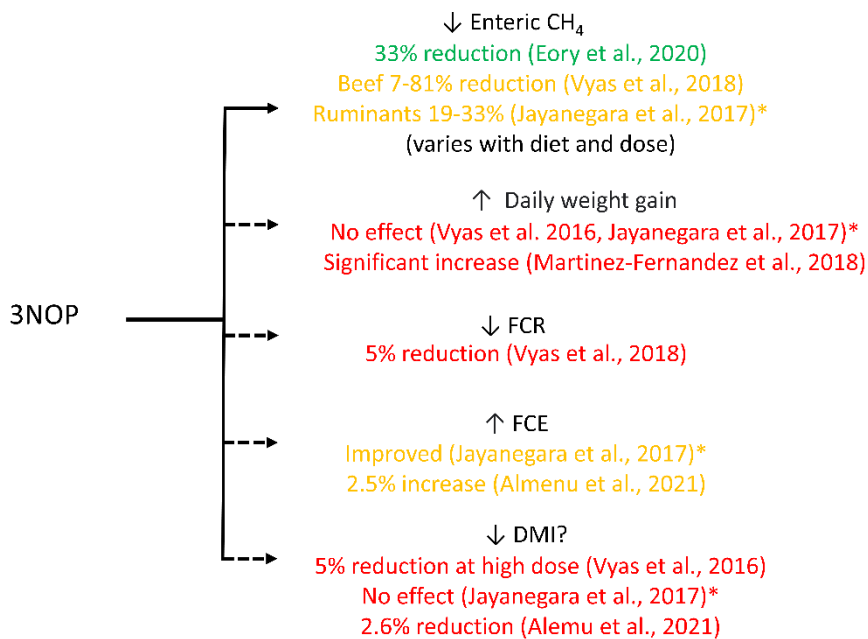 ↓ Enteric CH₄
33% reduction (Eory et al., 2020)
Beef 7-81% reduction (Vyas et al., 2018)
Ruminants 19-33% (Jayanegara et al., 2017)*
(varies with diet and dose)
↑ Daily weight gain
No effect (Vyas et al. 2016, Jayanegara et al., 2017)*
Significant increase (Martinez-Fernandez et al., 2018)
3NOP
↓ FCR
5% reduction (Vyas et al., 2018)
↑ FCE
Improved (Jayanegara et al., 2017)*
2.5% increase (Almenu et al., 2021)
↓ DMI?
5% reduction at high dose (Vyas et al., 2016)
No effect (Jayanegara et al., 2017)*
2.6% reduction (Alemu et al., 2021)